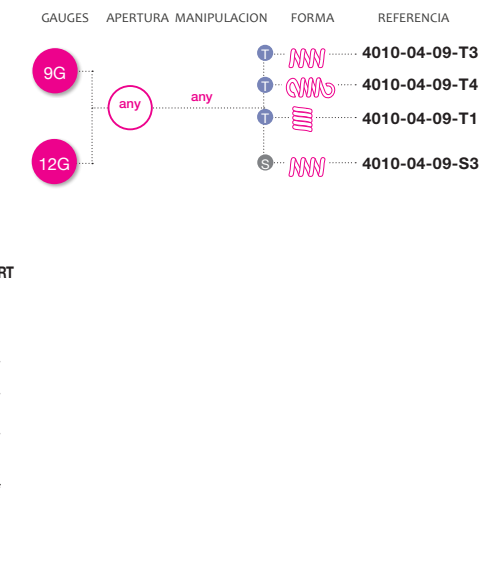 GAUGES APERTURA MANIPULACION FORMA REFERENCIA
T 4010-04-09-T3
9G
T 4010-04-09-T4
any any
T 4010-04-09-T1
12G
S 4010-04-09-S3
RT